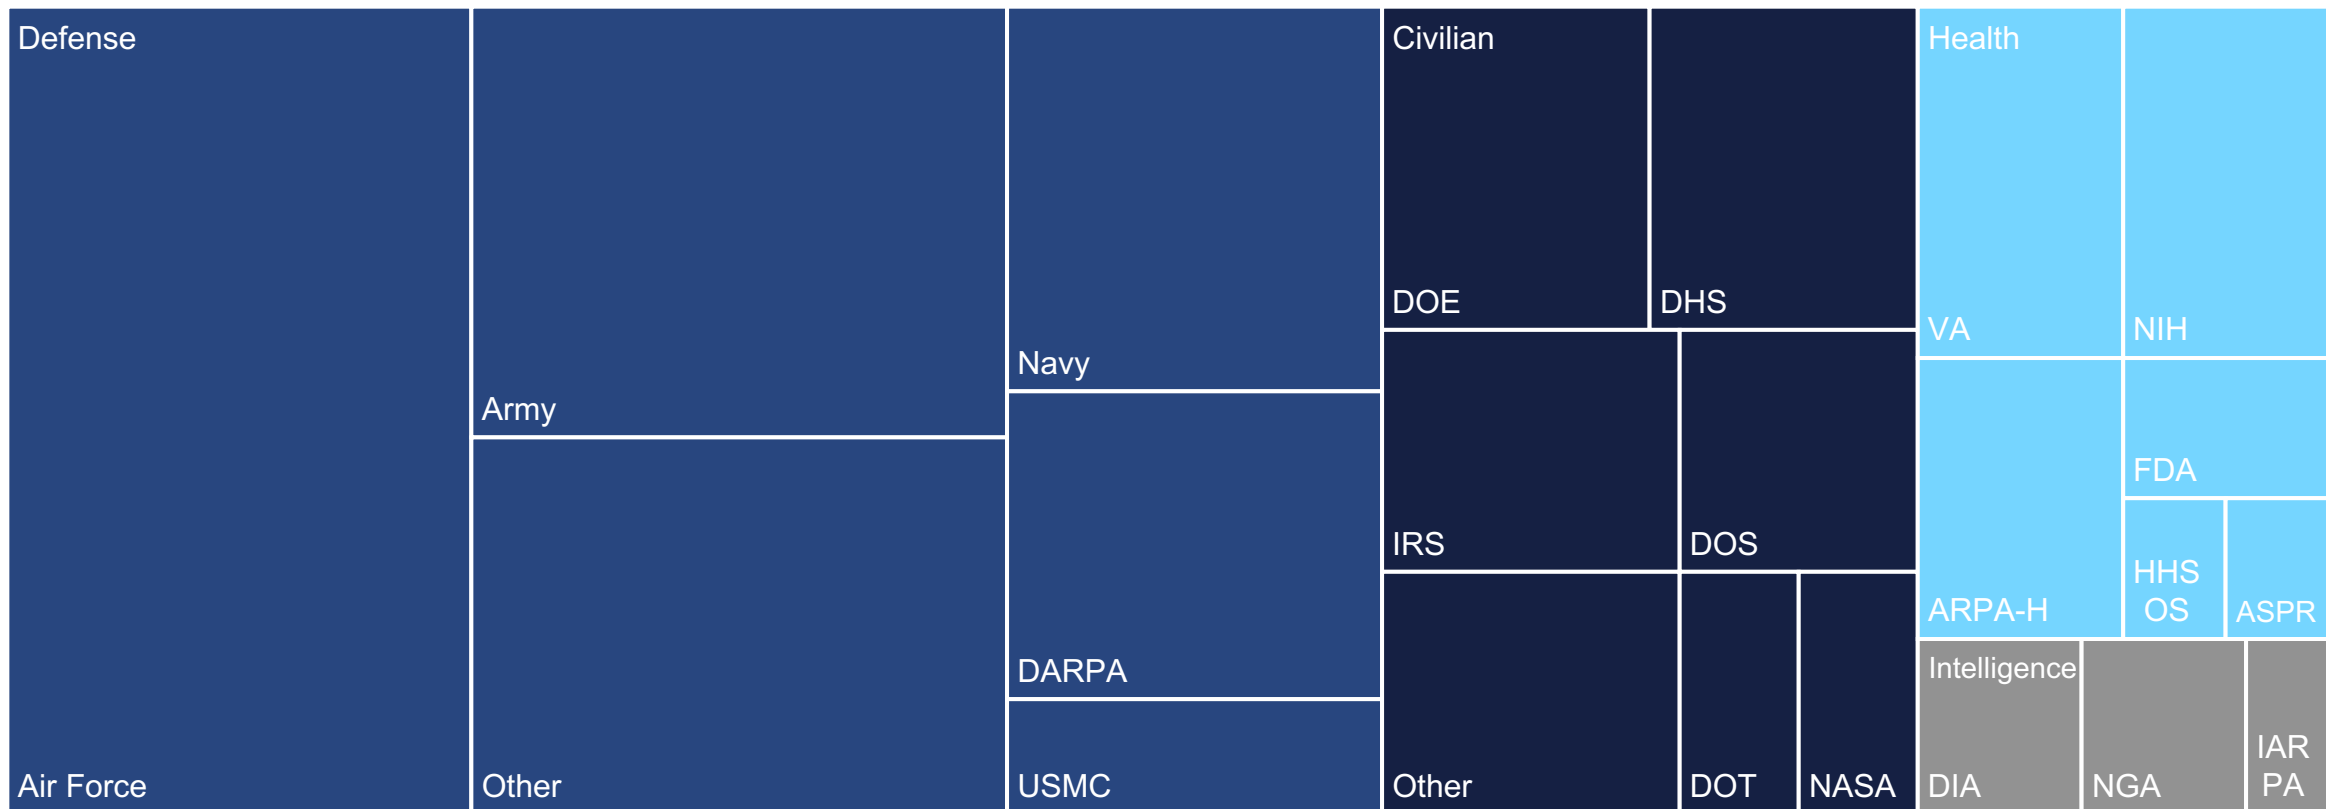 Defense
Air Force
Army
Other
Navy
DARPA
USMC
Civilian
DOE
DHS
IRS
DOS
Other
DOT
NASA
Health
VA
NIH
ARPA-H
FDA
HHS
OS
ASPR
Intelligence
DIA
NGA
IAR
PA